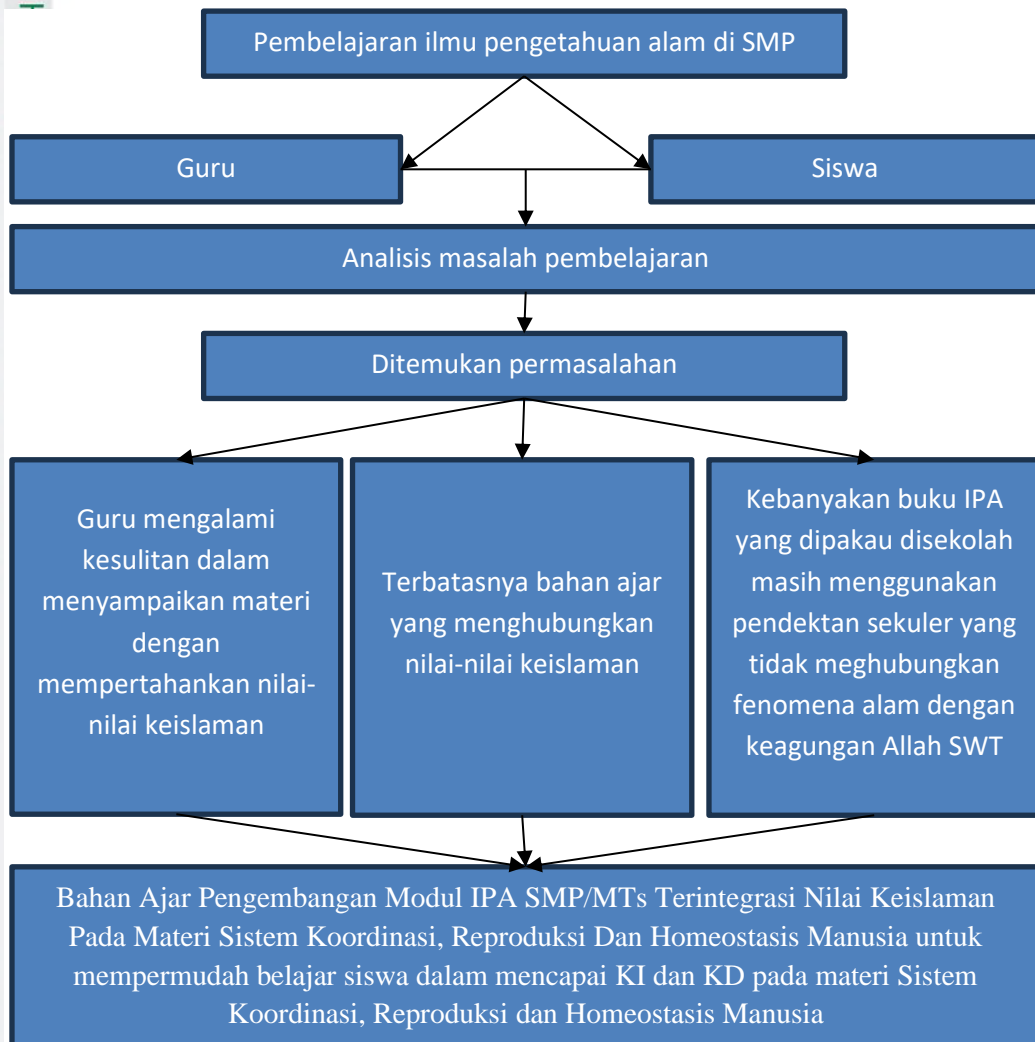 Pembelajaran ilmu pengetahuan alam di SMP
Guru
Siswa
Analisis masalah pembelajaran
Ditemukan permasalahan
Guru mengalami
kesulitan dalam
menyampaikan materi
dengan
mempertahankan nilai-
nilai keislaman
Terbatasnya bahan ajar
yang menghubungkan
nilai-nilai keislaman
Kebanyakan buku IPA
yang dipakau disekolah
masih menggunakan
pendektan sekuler yang
tidak meghubungkan
fenomena alam dengan
keagungan Allah SWT
Bahan Ajar Pengembangan Modul IPA SMP/MTs Terintegrasi Nilai Keislaman
Pada Materi Sistem Koordinasi, Reproduksi Dan Homeostasis Manusia untuk
mempermudah belajar siswa dalam mencapai KI dan KD pada materi Sistem
Koordinasi, Reproduksi dan Homeostasis Manusia